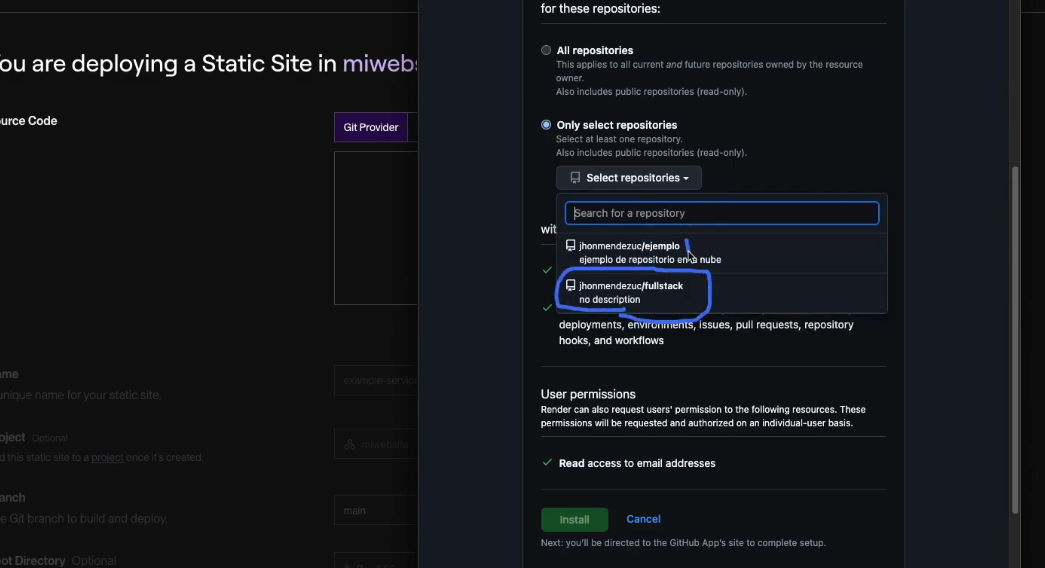 for these repositories:
ou are deploying a Static Site in miwebs
All repositories
This applies to all current and future repositories owned by the resource
owner.
Also includes public repositories (read-only).
urce Code
Git Provider
Only select repositories
Select at least one repository.
Also includes public repositories (read-only).
Select repositories
Search for a repository
wit
jhonmendezuc/ejemplo
ejemplo de repositorio en a nube
jhonmendezuc/fullstack
no description
deployments, environments, issues, pull requests, repository
hooks, and workflows
me
example-service
unique name for your static site.
User permissions
Render can also request users' permission to the following resources. These
permissions will be requested and authorized on an individual-user basis.
oject Optional
miwebsite
d this static site to a project once it's created.
Read access to email addresses
anch
e Git branch to build and deploy.
main
Install
Cancel
Next: you'll be directed to the GitHub App's site to complete setup.
ot Directory Optional